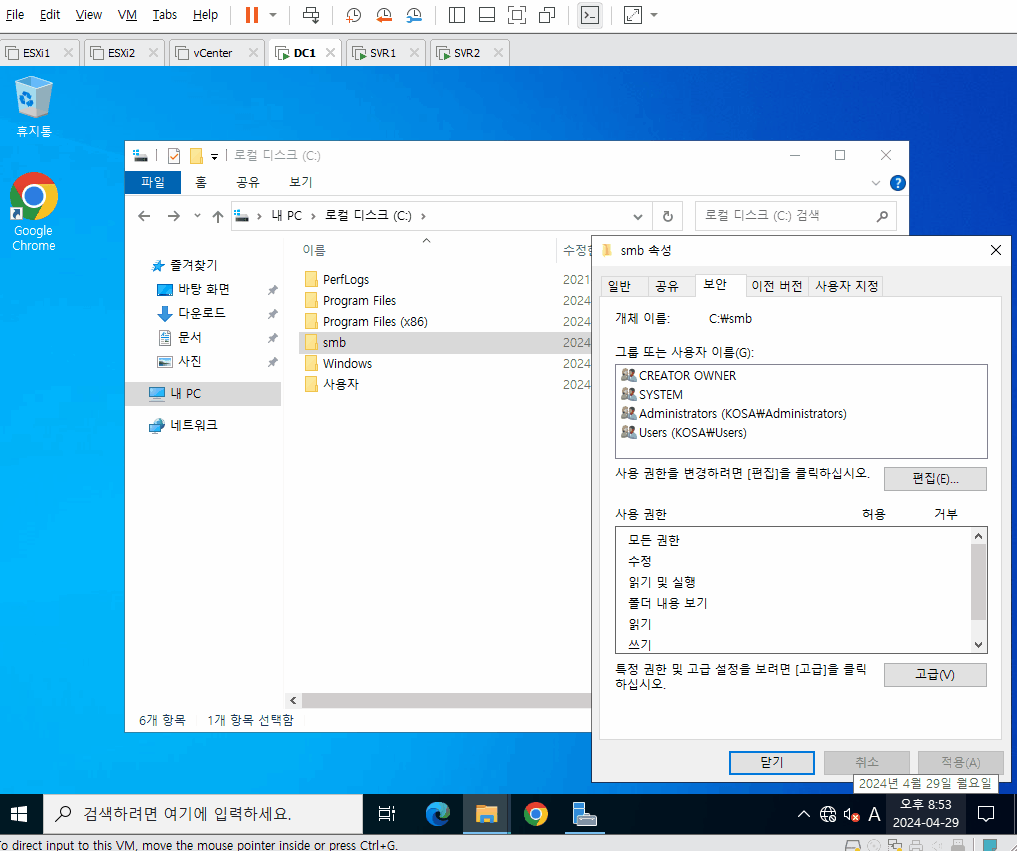 File Edit View VM Tabs Help
ESXi1 ESXi2 vCenter DC1 SVR1 SVR2
휴지통
Google
Chrome
로컬 디스크 (C:)
파일 홈 공유 보기
내 PC 로컬 디스크 (C:)
로컬 디스크 (C:) 검색
이름
즐겨찾기
바탕 화면
다운로드
문서
사진
내 PC
네트워크
PerfLogs 2021
Program Files 2024
Program Files (x86) 2024
smb 2024
Windows 2024
사용자 2024
6개 항목 1개 항목 선택함
smb 속성
일반 공유 보안 이전 버전 사용자 지정
개체 이름: C:₩smb
그룹 또는 사용자 이름(G):
CREATOR OWNER
SYSTEM
Administrators (KOSA₩Administrators)
Users (KOSA₩Users)
사용 권한을 변경하려면 [편집]을 클릭하십시오.
편집(E)...
사용 권한 허용 거부
모든 권한
수정
읽기 및 실행
폴더 내용 보기
읽기
쓰기
특정 권한 및 고급 설정을 보려면 [고급]을 클릭
하십시오.
고급(V)
닫기 취소 적용(A)
2024년 4월 29일 월요일
검색하려면 여기에 입력하세요.
A
오후 8:53
2024-04-29
o direct input to this VM, move the mouse pointer inside or press Ctrl+G.